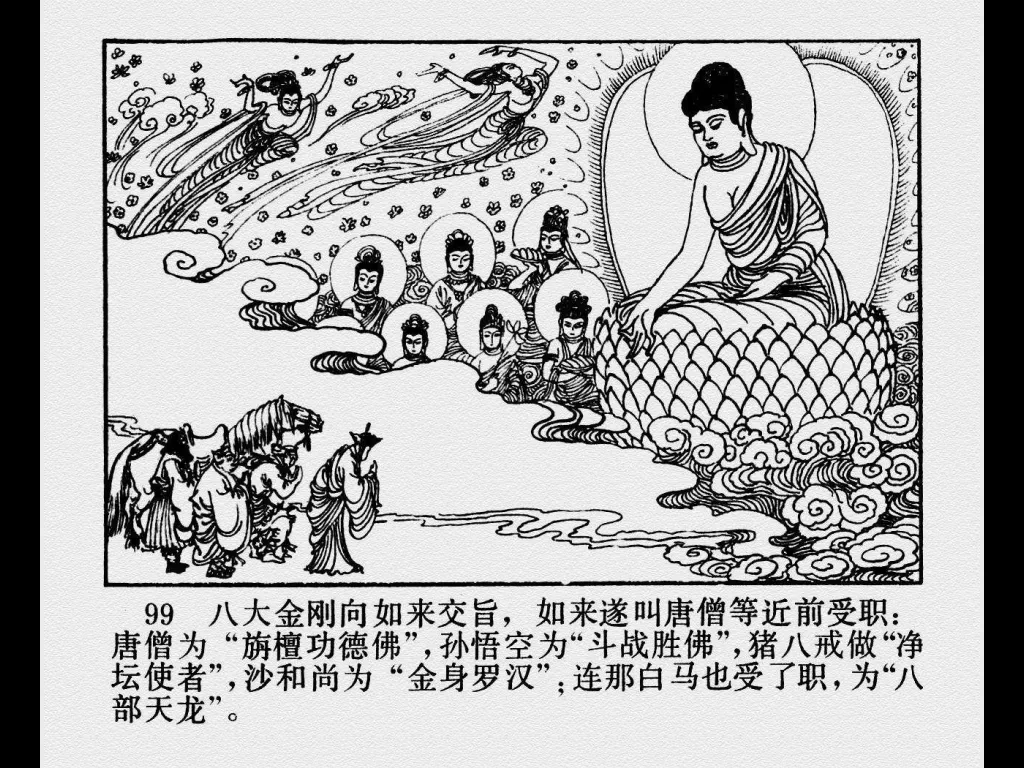 99 八大金刚向如来交旨，如来遂叫唐僧等近前受职：
唐僧为“旃檀功德佛”，孙悟空为“斗战胜佛”，猪八戒做“净
坛使者”，沙和尚为“金身罗汉”；连那白马也受了职，为“八
部天龙”。